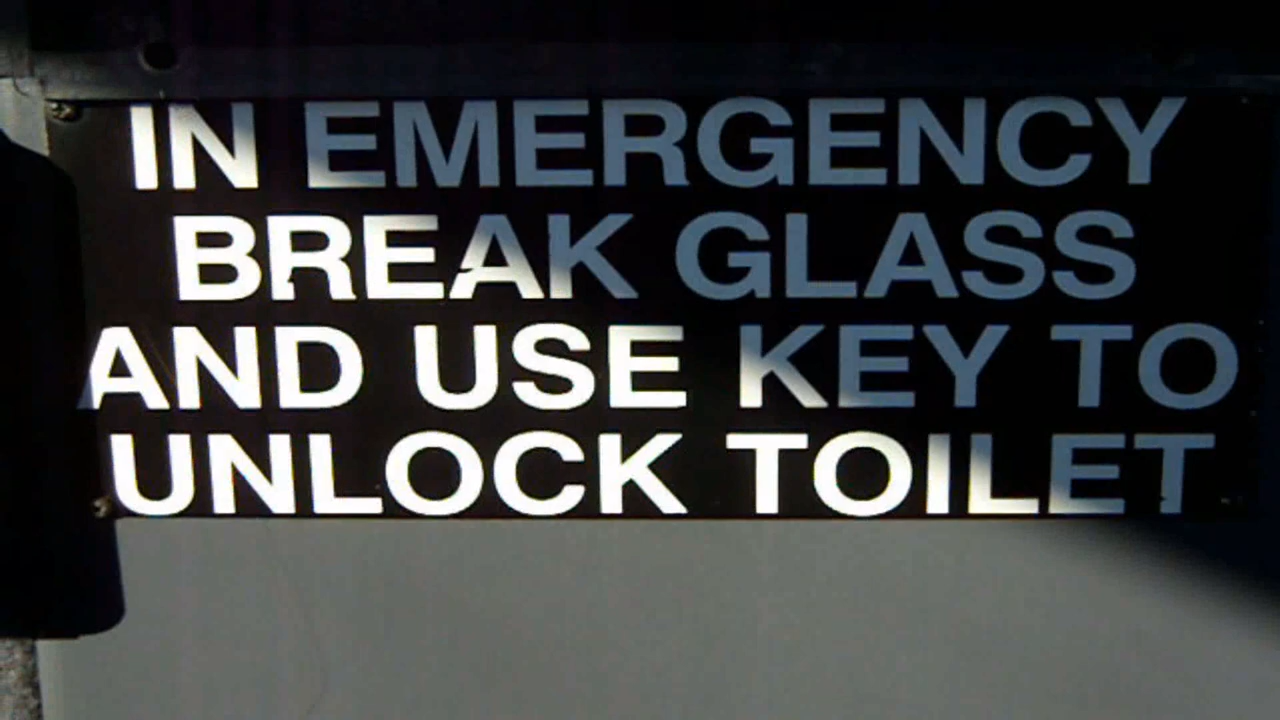 IN EMERGENCY
BREAK GLASS
AND USE KEY TO
UNLOCK TOILET